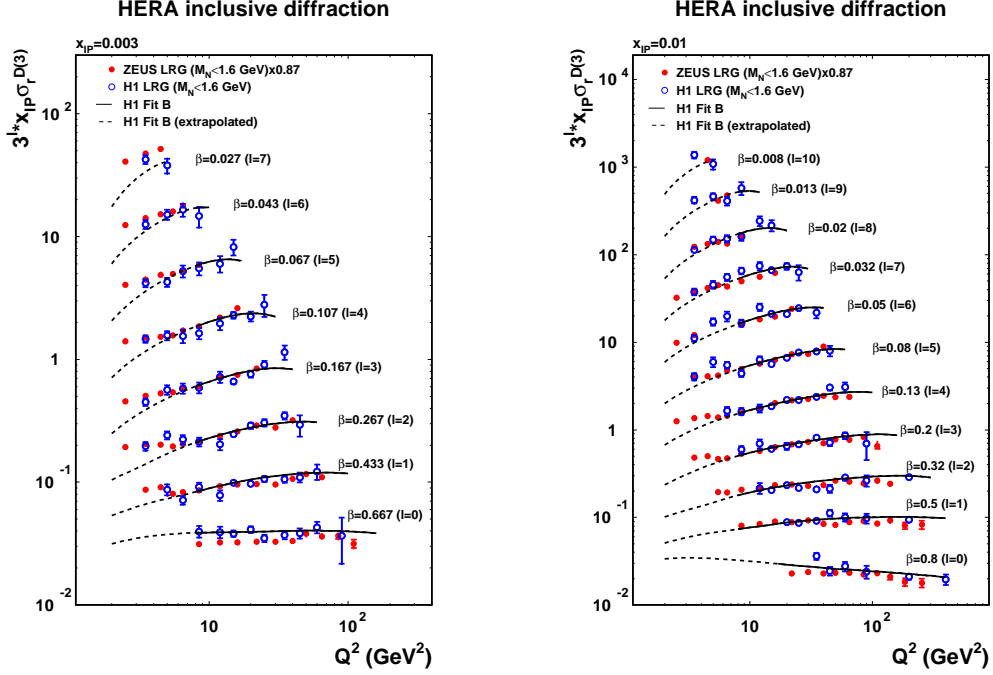 HERA inclusive diffraction
x_IP=0.003
3^l*x_IP σ_r^D(3)
ZEUS LRG (M_N<1.6 GeV)x0.87
H1 LRG (M_N<1.6 GeV)
H1 Fit B
H1 Fit B (extrapolated)
10^2
10
1
10^-1
10^-2
β=0.027 (l=7)
β=0.043 (l=6)
β=0.067 (l=5)
β=0.107 (l=4)
β=0.167 (l=3)
β=0.267 (l=2)
β=0.433 (l=1)
β=0.667 (l=0)
10
10^2
Q^2 (GeV^2)
HERA inclusive diffraction
x_IP=0.01
3^l*x_IP σ_r^D(3)
ZEUS LRG (M_N<1.6 GeV)x0.87
H1 LRG (M_N<1.6 GeV)
H1 Fit B
H1 Fit B (extrapolated)
10^4
10^3
10^2
10
1
10^-1
10^-2
β=0.008 (l=10)
β=0.013 (l=9)
β=0.02 (l=8)
β=0.032 (l=7)
β=0.05 (l=6)
β=0.08 (l=5)
β=0.13 (l=4)
β=0.2 (l=3)
β=0.32 (l=2)
β=0.5 (l=1)
β=0.8 (l=0)
10
10^2
Q^2 (GeV^2)